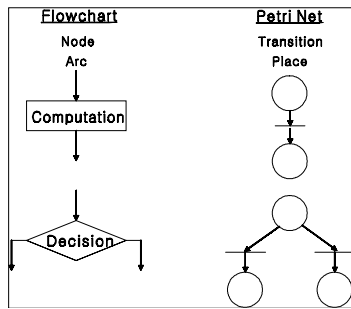 Flowchart
Node
Arc
Computation
Decision
Petri Net
Transition
Place